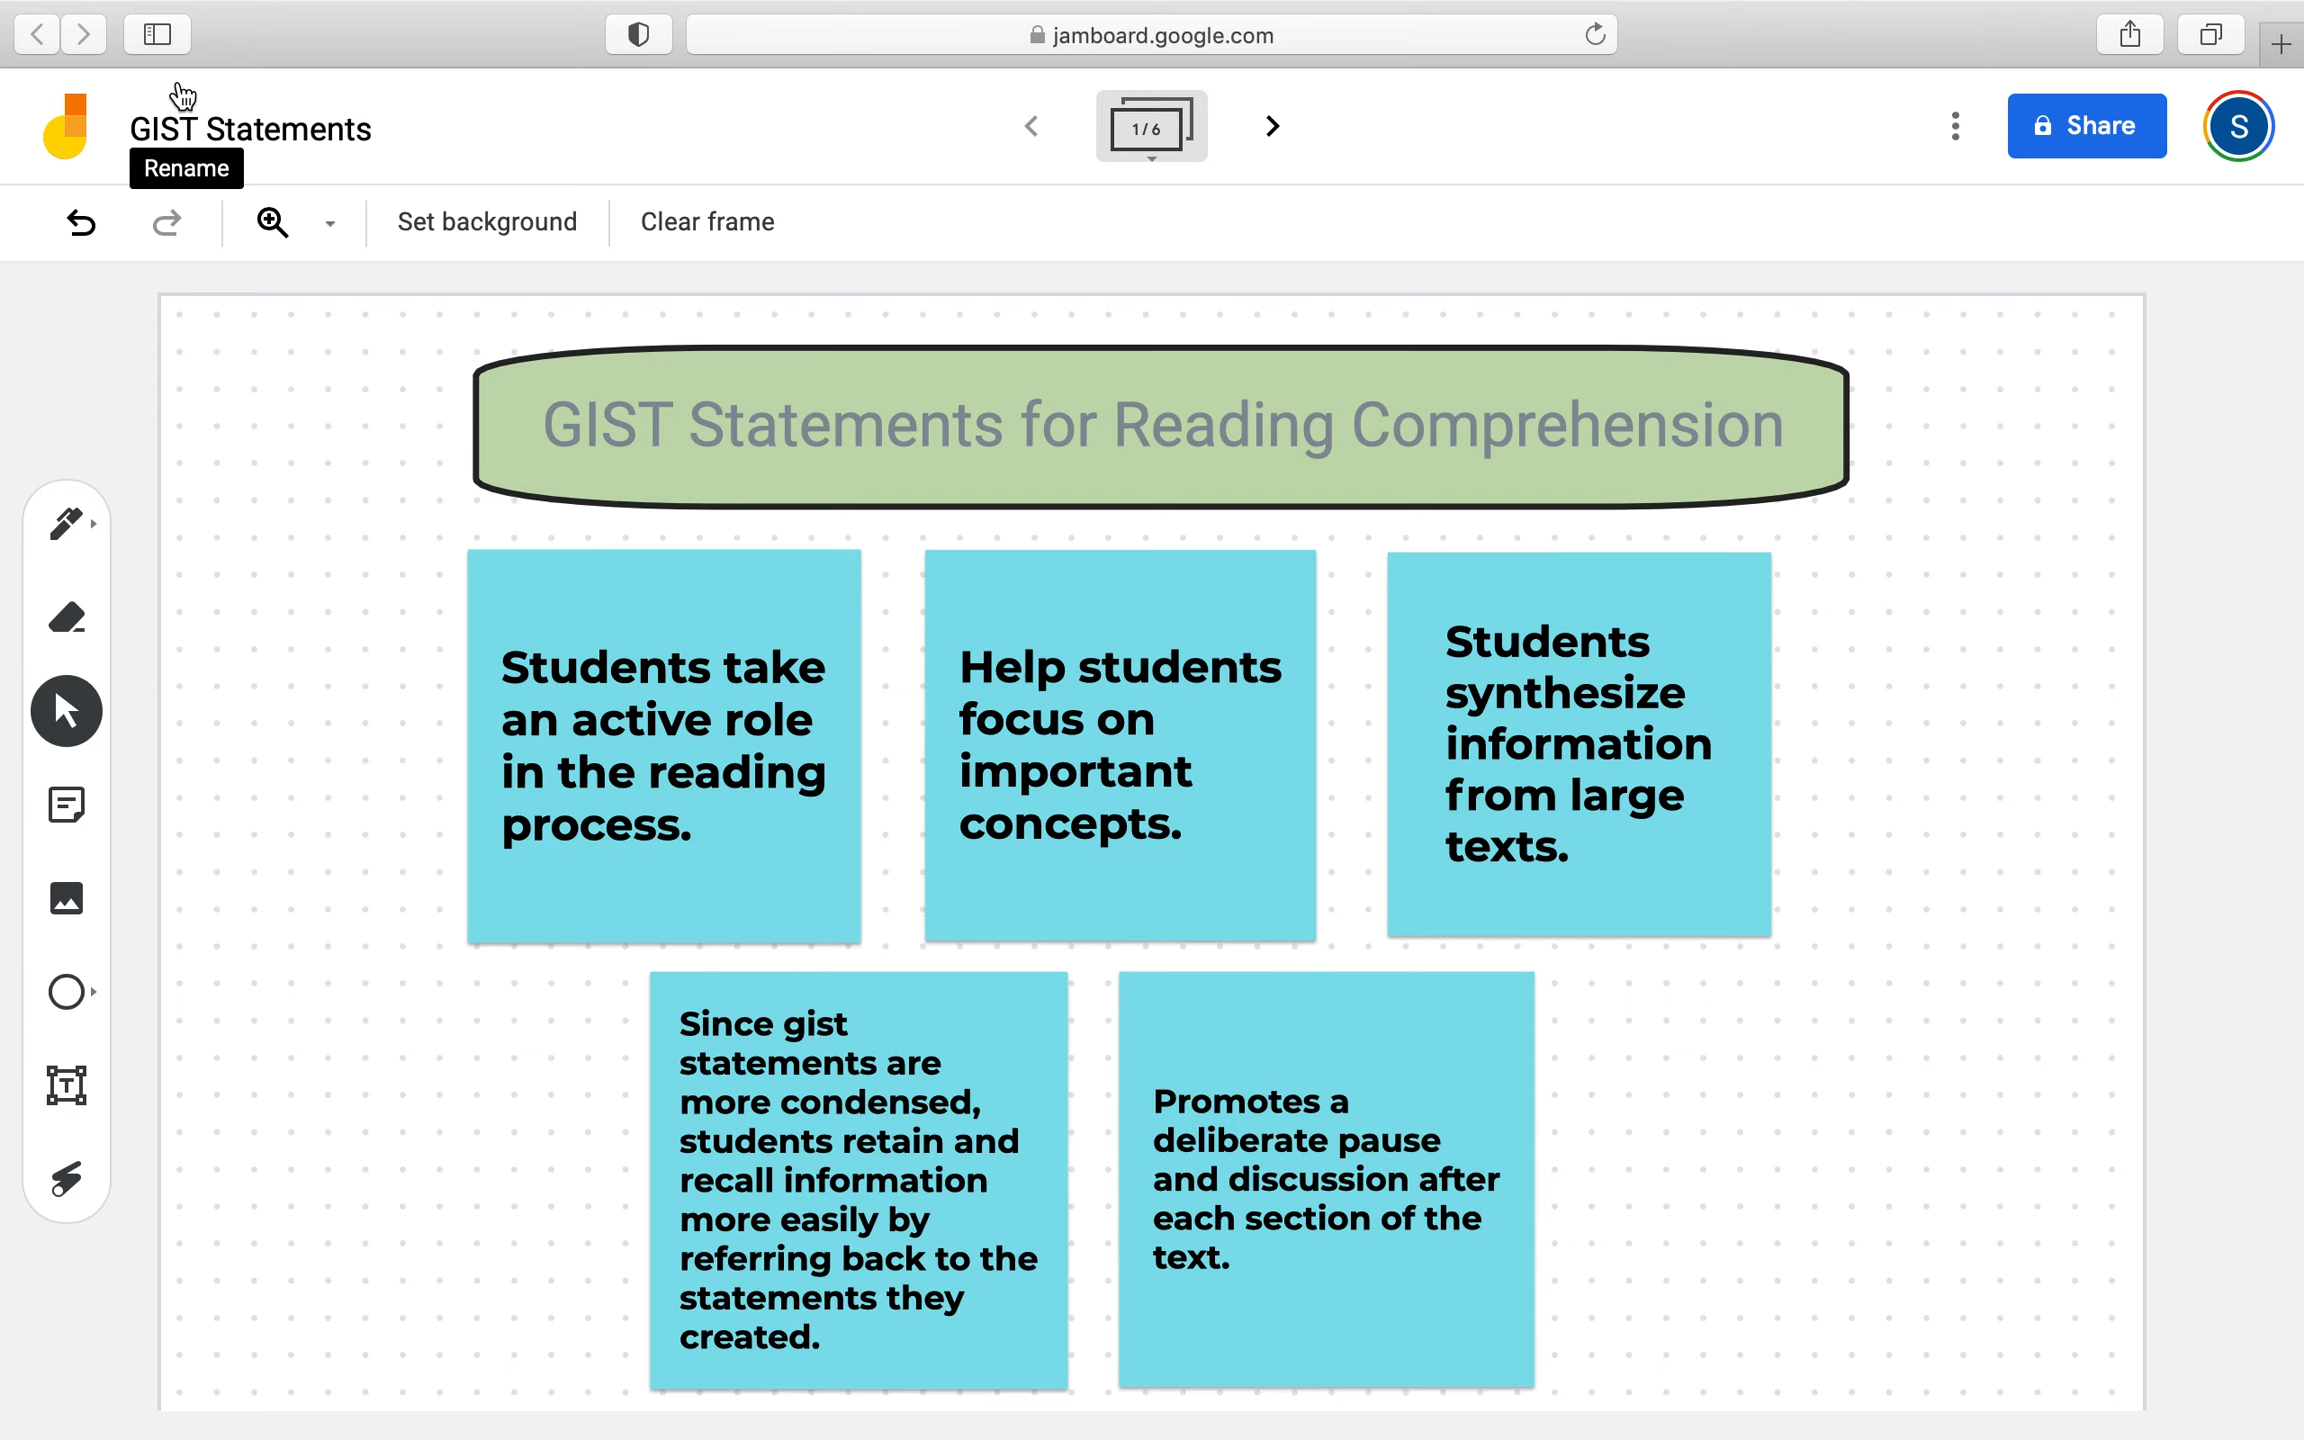 jamboard.google.com
GIST Statements
Rename
1/6
Share
S
Set background
Clear frame
GIST Statements for Reading Comprehension
Students take
an active role
in the reading
process.
Help students
focus on
important
concepts.
Students
synthesize
information
from large
texts.
Since gist
statements are
more condensed,
students retain and
recall information
more easily by
referring back to the
statements they
created.
Promotes a
deliberate pause
and discussion after
each section of the
text.